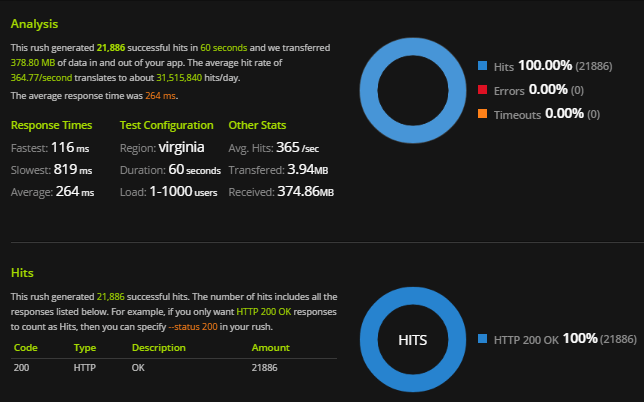 Analysis
This rush generated 21,886 successful hits in 60 seconds and we transferred
378.80 MB of data in and out of your app. The average hit rate of
364.77/second translates to about 31,515,840 hits/day.
The average response time was 264 ms.
Hits 100.00% (21886)
Errors 0.00% (0)
Timeouts 0.00% (0)
Response Times Test Configuration Other Stats
Fastest: 116 ms Region: virginia Avg. Hits: 365 /sec
Slowest: 819 ms Duration: 60 seconds Transfered: 3.94MB
Average: 264 ms Load: 1-1000 users Received: 374.86MB
Hits
This rush generated 21,886 successful hits. The number of hits includes all the
responses listed below. For example, if you only want HTTP 200 OK responses
to count as Hits, then you can specify --status 200 in your rush.
Code Type Description Amount
200 HTTP OK 21886
HITS
HTTP 200 OK 100% (21886)